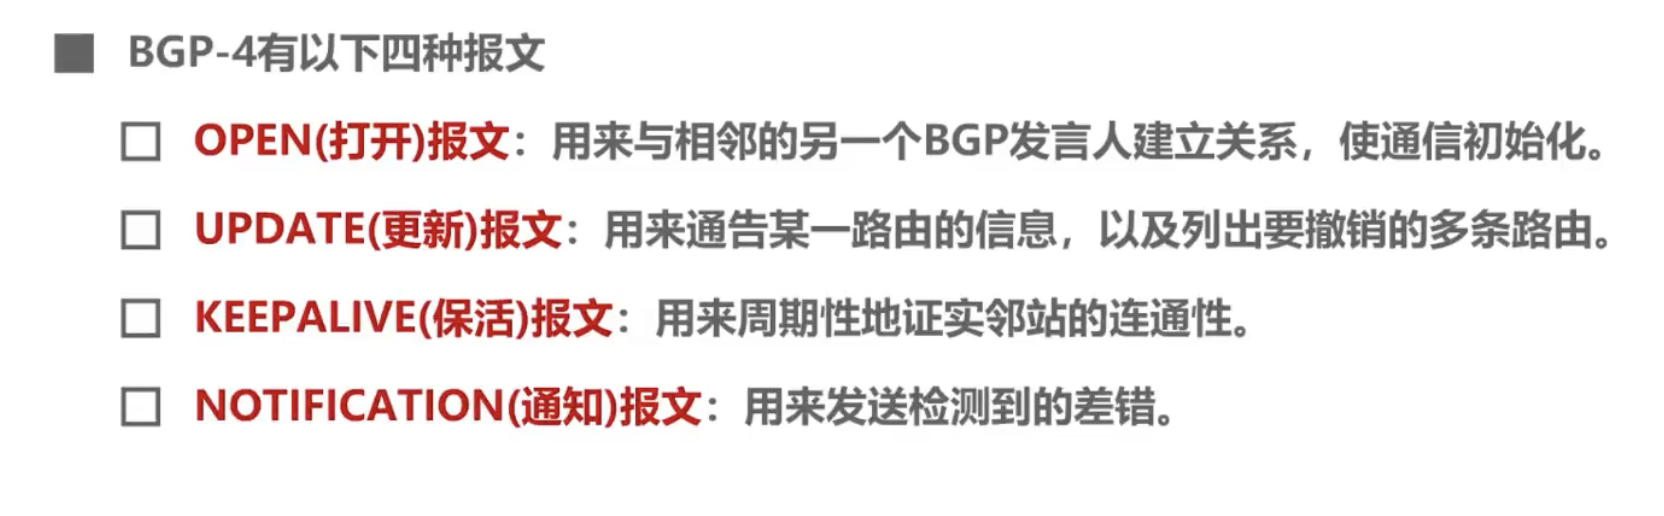 BGP-4有以下四种报文
OPEN(打开)报文：用来与相邻的另一个BGP发言人建立关系，使通信初始化。
UPDATE(更新)报文：用来通告某一路由的信息，以及列出要撤销的多条路由。
KEEPALIVE(保活)报文：用来周期性地证实邻站的连通性。
NOTIFICATION(通知)报文：用来发送检测到的差错。